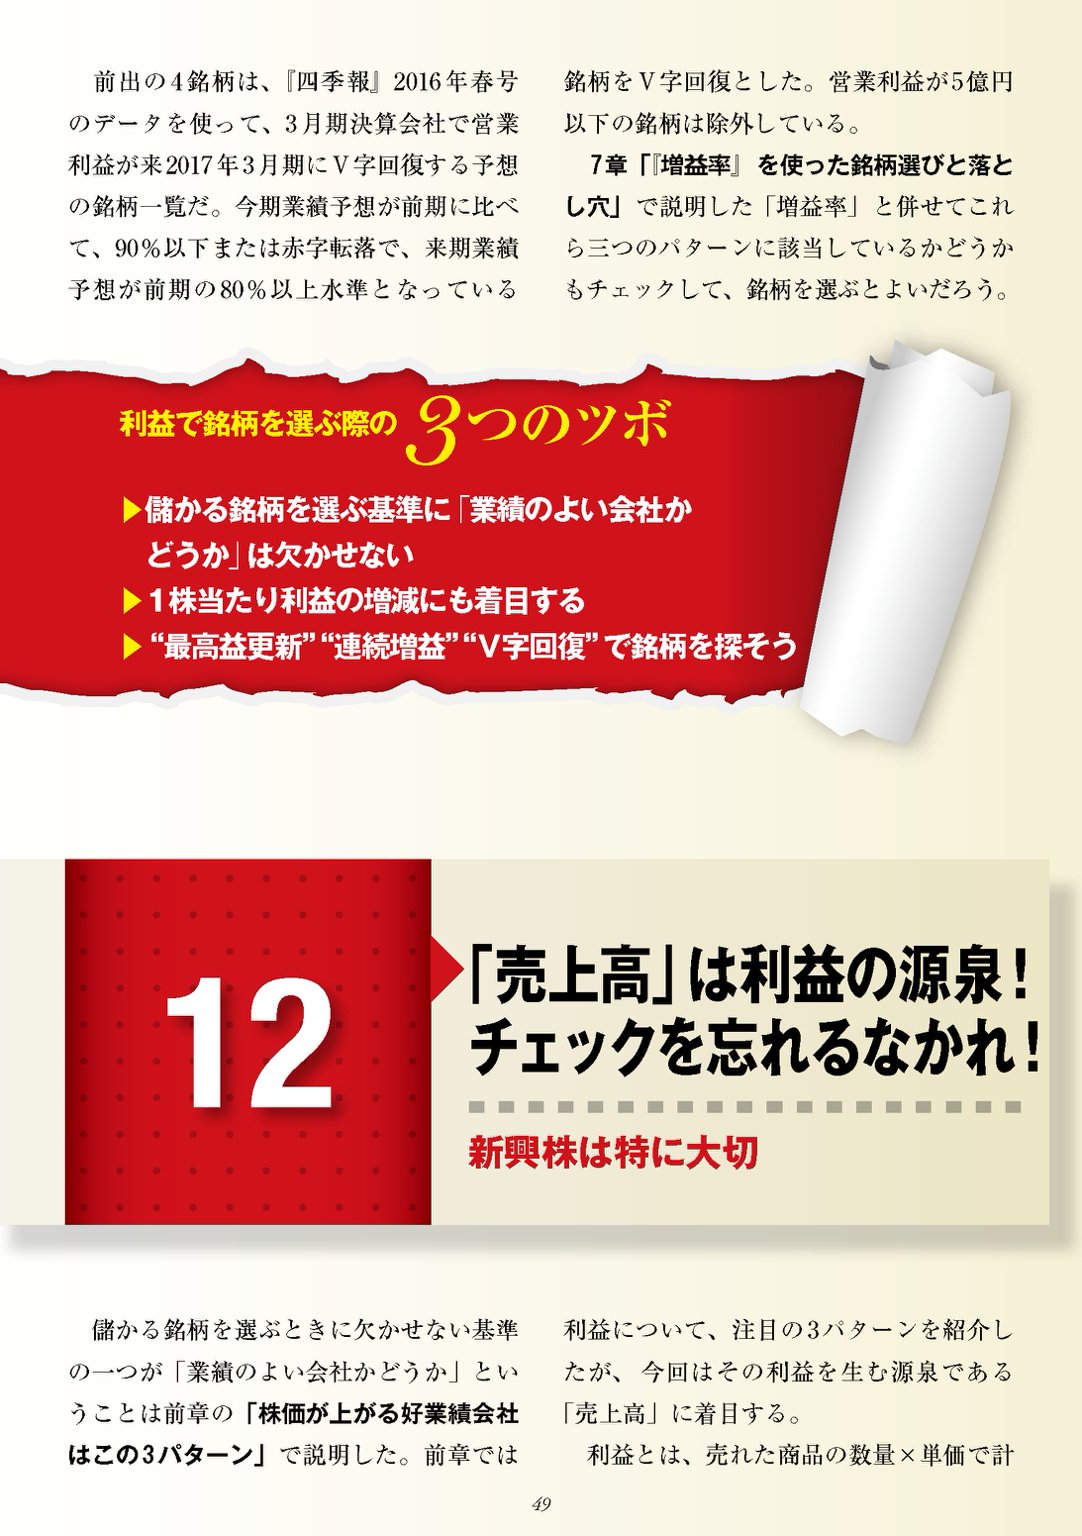 前出の4銘柄は、『四季報』2016年春号
のデータを使って、3月期決算会社で営業
利益が来2017年3月期にV字回復する予想
の銘柄一覧だ。今期業績予想が前期に比べ
て、90％以下または赤字転落で、来期業績
予想が前期の80％以上水準となっている
銘柄をV字回復とした。営業利益が5億円
以下の銘柄は除外している。
7章「『増益率』を使った銘柄選びと落と
し穴」で説明した「増益率」と併せてこれ
ら三つのパターンに該当しているかどうか
もチェックして、銘柄を選ぶとよいだろう。
利益で銘柄を選ぶ際の3つのツボ
▶儲かる銘柄を選ぶ基準に「業績のよい会社か
どうか」は欠かせない
▶1株当たり利益の増減にも着目する
▶“最高益更新”“連続増益”“V字回復”で銘柄を探そう
12
「売上高」は利益の源泉！
チェックを忘れるなかれ！
新興株は特に大切
儲かる銘柄を選ぶときに欠かせない基準
の一つが「業績のよい会社かどうか」とい
うことは前章の「株価が上がる好業績会社
はこの3パターン」で説明した。前章では
利益について、注目の3パターンを紹介し
たが、今回はその利益を生む源泉である
「売上高」に着目する。
利益とは、売れた商品の数量×単価で計
49